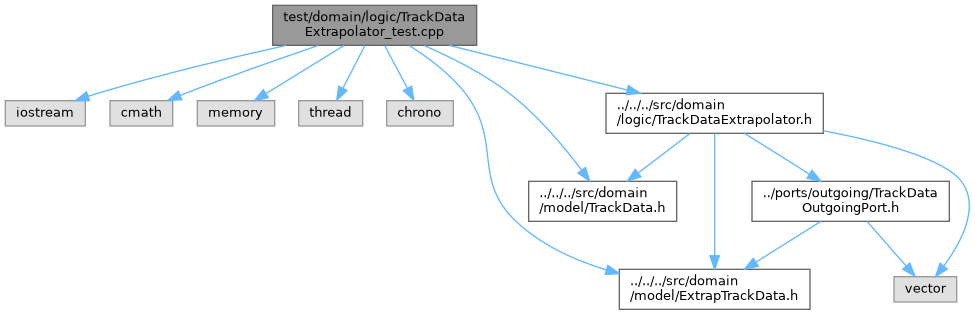 test/domain/logic/TrackData
Extrapolator_test.cpp
iostream
cmath
memory
thread
chrono
../../../src/domain
/logic/TrackDataExtrapolator.h
../../../src/domain
/model/TrackData.h
../ports/outgoing/TrackData
OutgoingPort.h
../../../src/domain
/model/ExtrapTrackData.h
vector